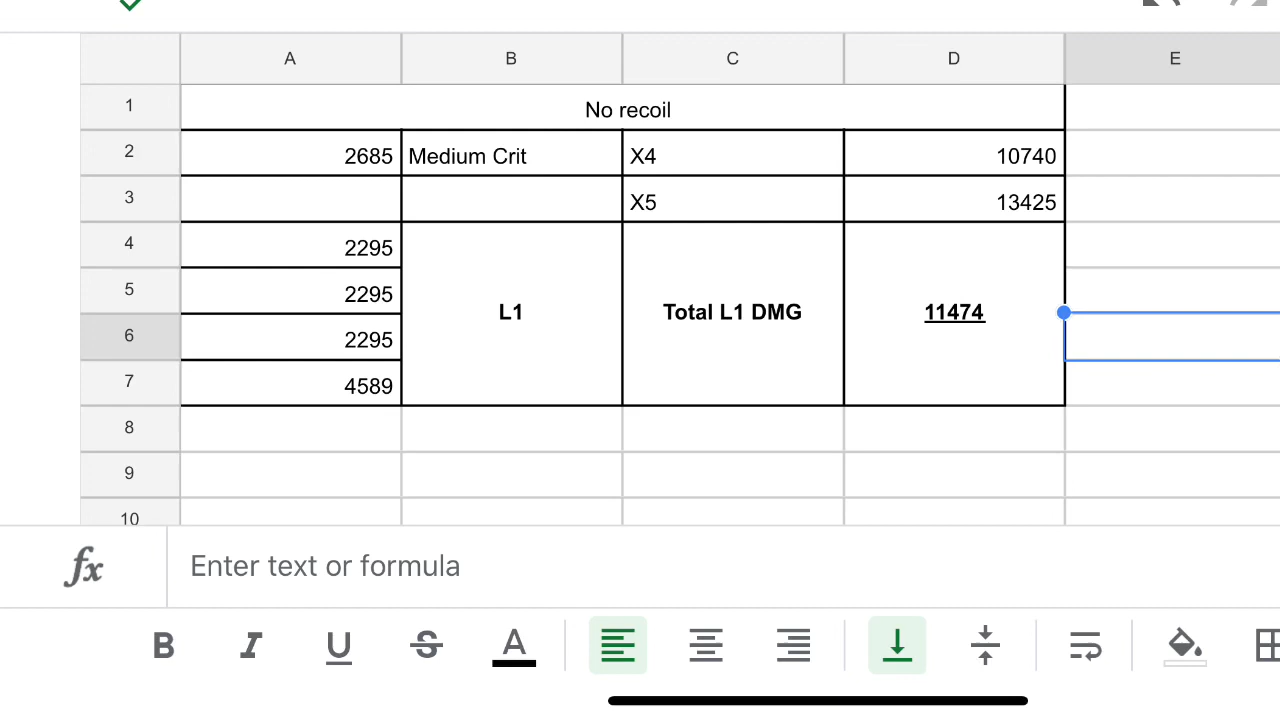 A B C D E
1 No recoil
2 2685 Medium Crit X4 10740
3 X5 13425
4 2295
5 2295
L1 Total L1 DMG 11474
6 2295
7 4589
8
9
10
fx Enter text or formula
B I U S A